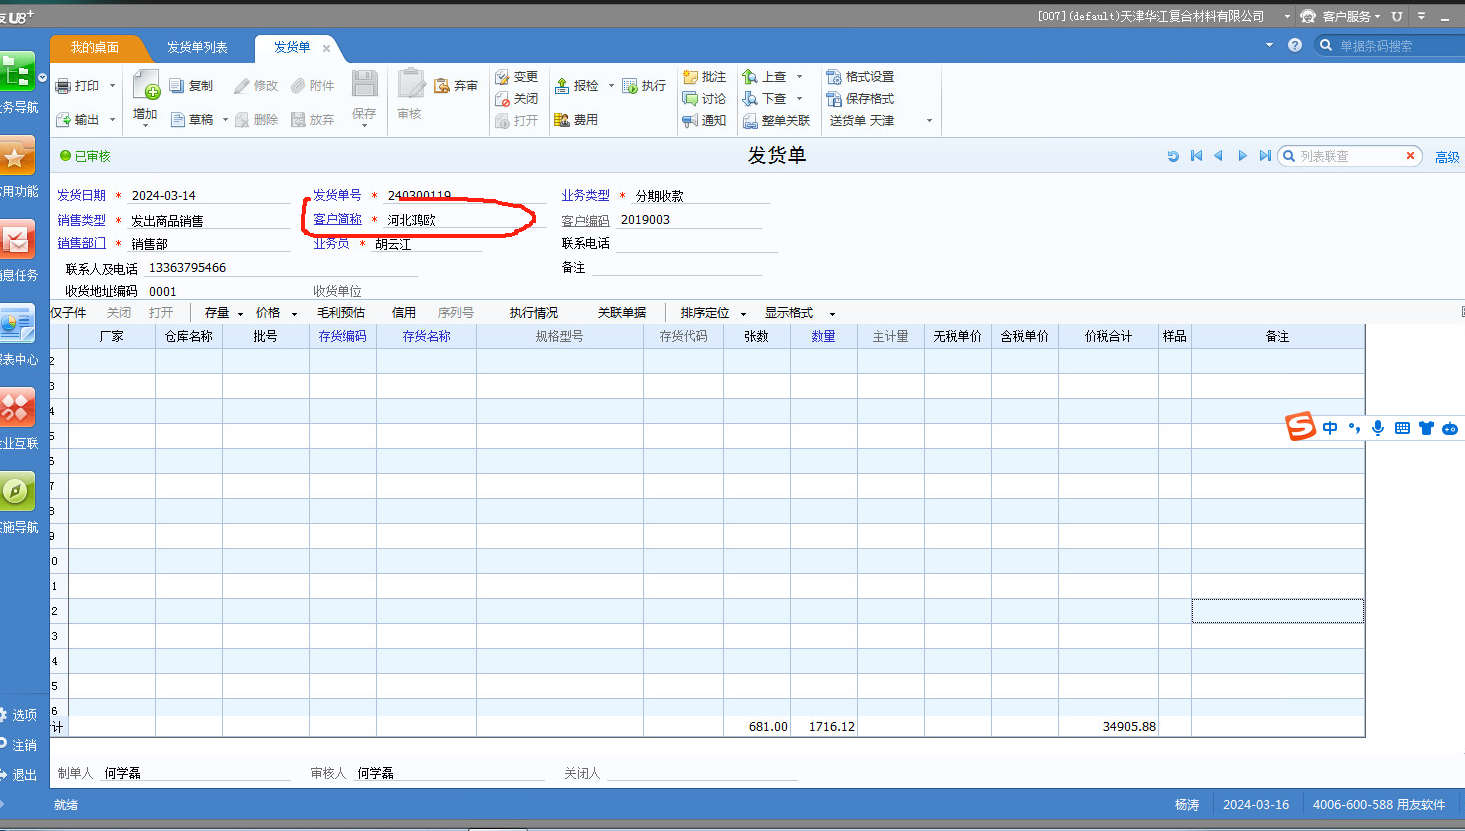 友U8+ [007](default)天津华江复合材料有限公司 客户服务
我的桌面 发货单列表 发货单 单据条码搜索
打印 增加 复制 修改 附件 保存 审核 弃审 变更 报检 执行 批注 上查 格式设置
关闭 讨论 下查 保存格式
输出 草稿 删除 放弃 打开 费用 通知 整单关联 送货单 天津
业务导航
常用功能
消息任务
报表中心
企业互联
实施导航
选项
注销
退出
已审核 发货单 列表联查 高级
发货日期 * 2024-03-14 发货单号 * 240300119 业务类型 * 分期收款
销售类型 * 发出商品销售 客户简称 * 河北鸿欧 客户编码 2019003
销售部门 * 销售部 业务员 * 胡云江 联系电话
联系人及电话 13363795466 备注
收货地址编码 0001 收货单位
仅子件 关闭 打开 存量 价格 毛利预估 信用 序列号 执行情况 关联单据 排序定位 显示格式
厂家 仓库名称 批号 存货编码 存货名称 规格型号 存货代码 张数 数量 主计量 无税单价 含税单价 价税合计 样品 备注
2
3
4
5
6
7
8
9
0
1
2
3
4
5
6
计 681.00 1716.12 34905.88
S 中
制单人 何学磊 审核人 何学磊 关闭人
就绪 杨涛 2024-03-16 4006-600-588 用友软件